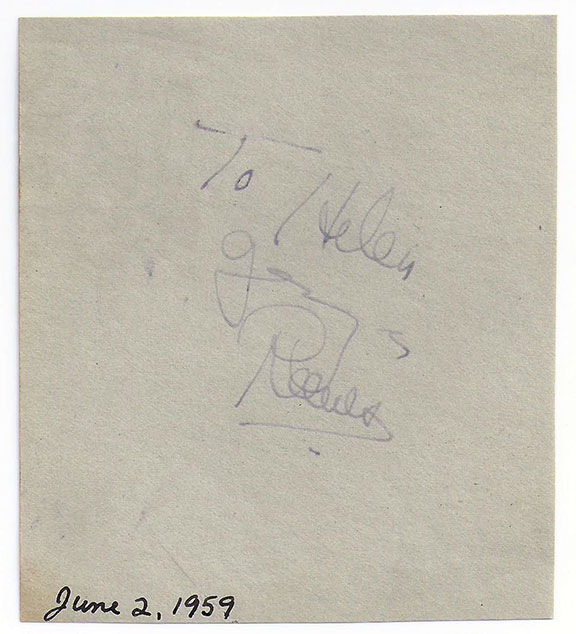 To Helen
Reeves
June 2, 1959